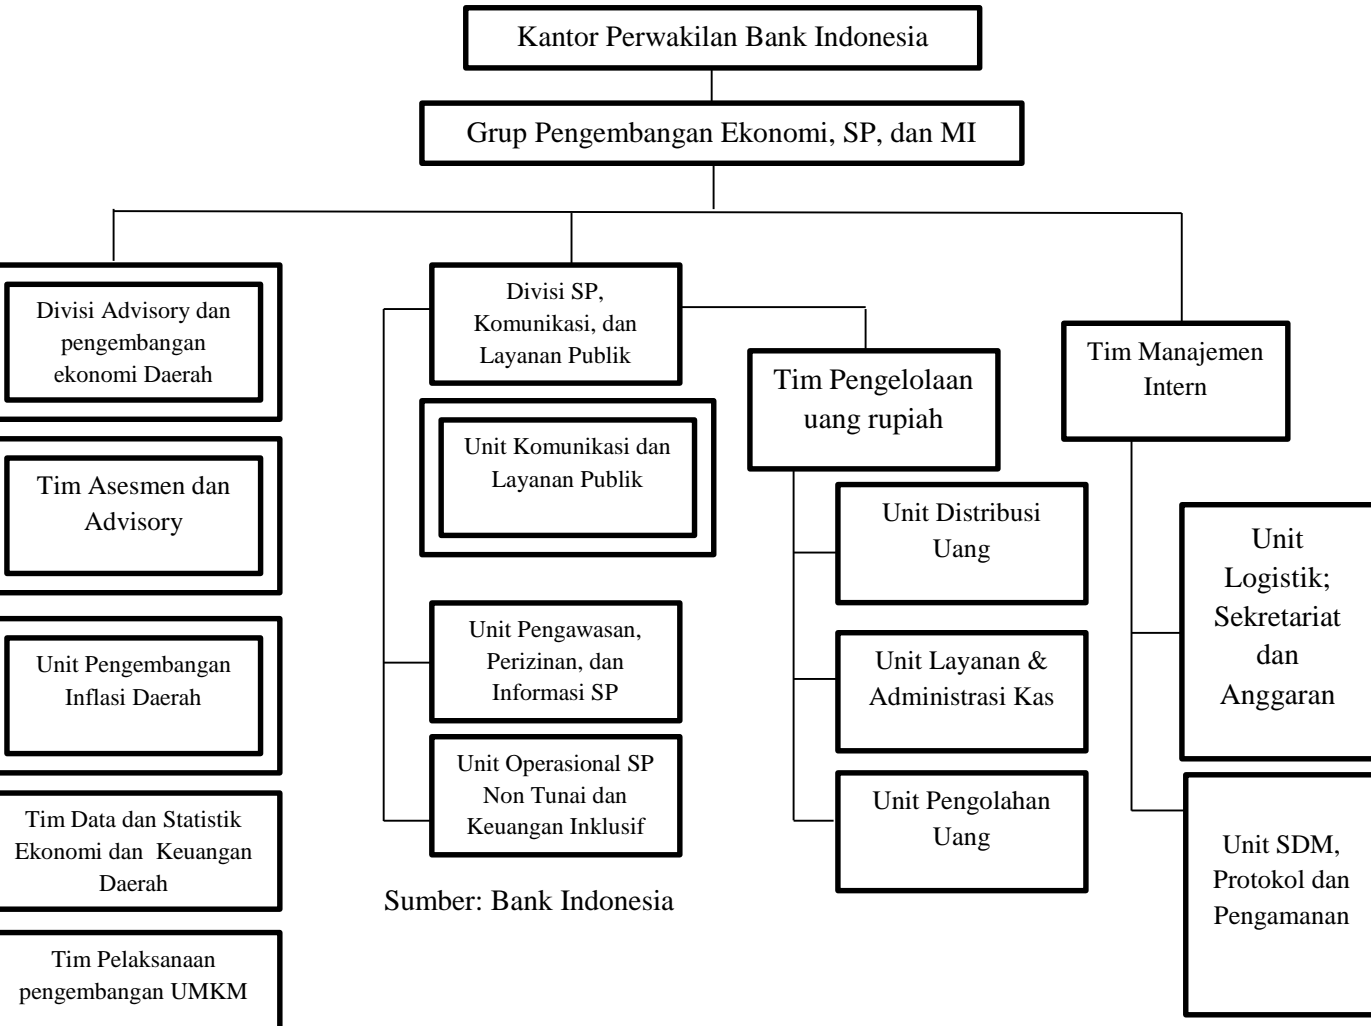 Kantor Perwakilan Bank Indonesia
Grup Pengembangan Ekonomi, SP, dan MI
Divisi Advisory dan
pengembangan
ekonomi Daerah
Tim Asesmen dan
Advisory
Unit Pengembangan
Inflasi Daerah
Tim Data dan Statistik
Ekonomi dan Keuangan
Daerah
Tim Pelaksanaan
pengembangan UMKM
Divisi SP,
Komunikasi, dan
Layanan Publik
Unit Komunikasi dan
Layanan Publik
Unit Pengawasan,
Perizinan, dan
Informasi SP
Unit Operasional SP
Non Tunai dan
Keuangan Inklusif
Tim Pengelolaan
uang rupiah
Unit Distribusi
Uang
Unit Layanan &
Administrasi Kas
Unit Pengolahan
Uang
Tim Manajemen
Intern
Unit
Logistik;
Sekretariat
dan
Anggaran
Unit SDM,
Protokol dan
Pengamanan
Sumber: Bank Indonesia